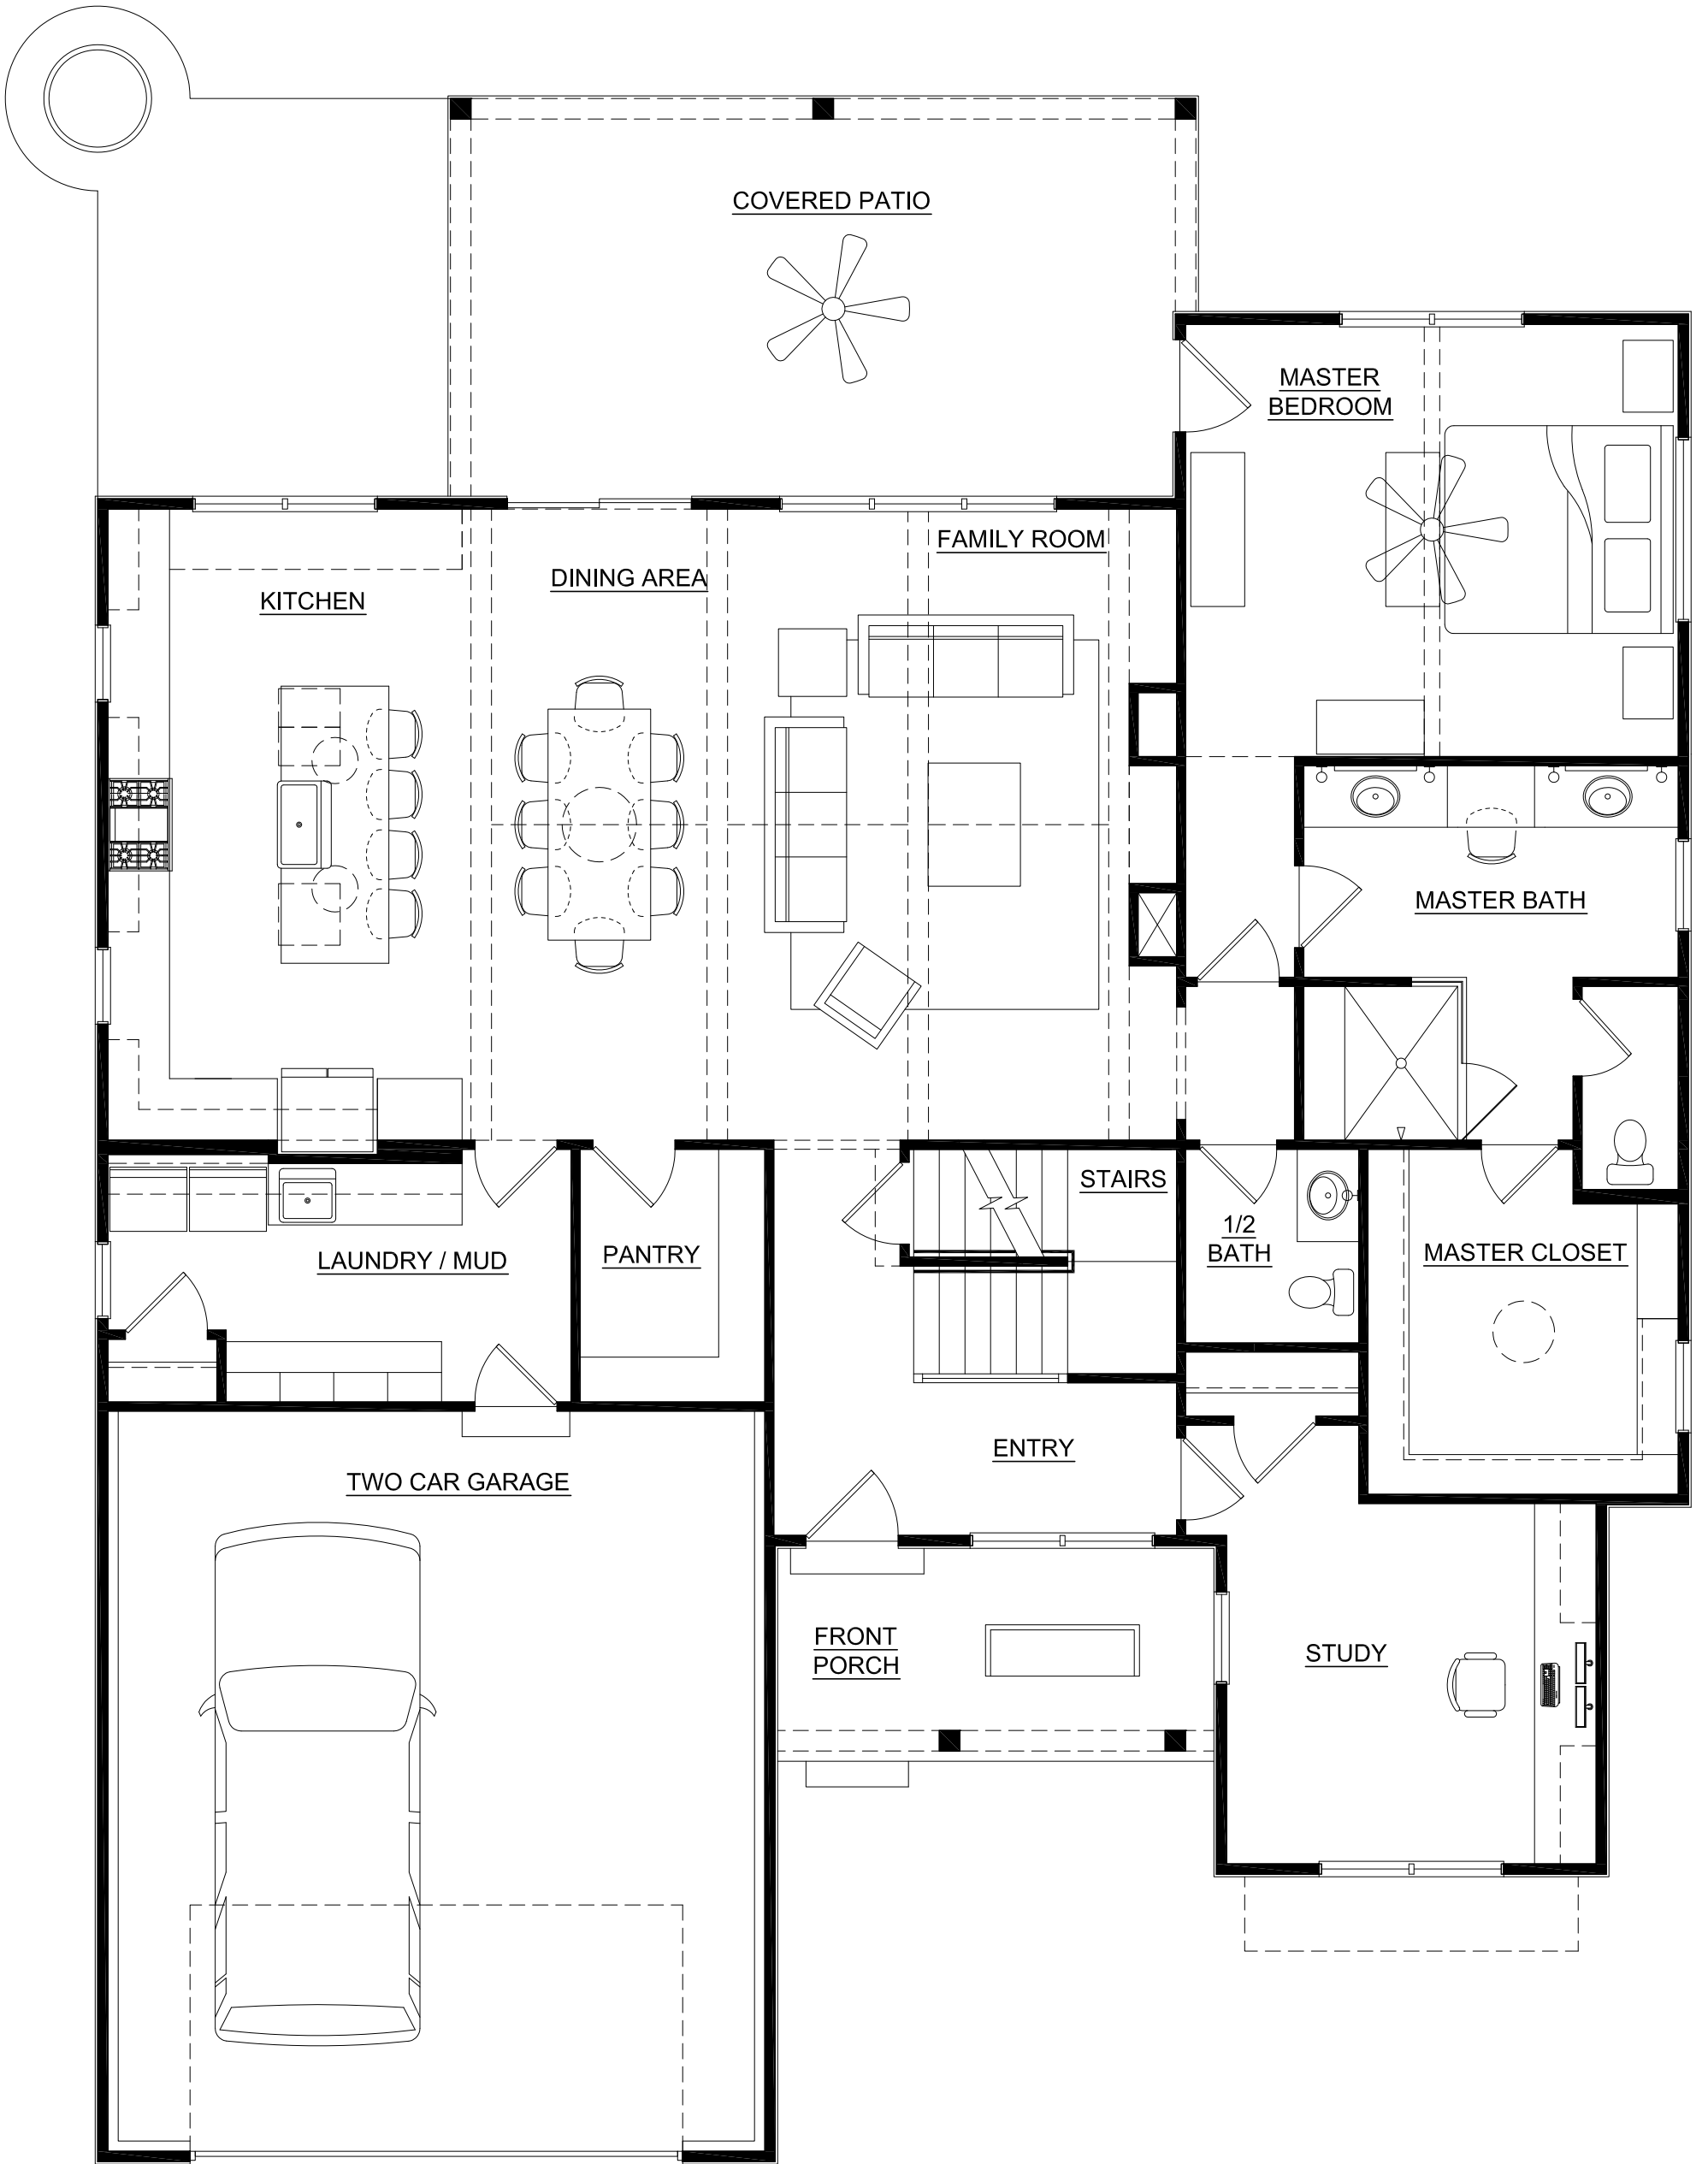 COVERED PATIO
MASTER
BEDROOM
FAMILY ROOM
DINING AREA
KITCHEN
MASTER BATH
STAIRS
1/2
BATH
MASTER CLOSET
LAUNDRY / MUD
PANTRY
ENTRY
TWO CAR GARAGE
FRONT
PORCH
STUDY